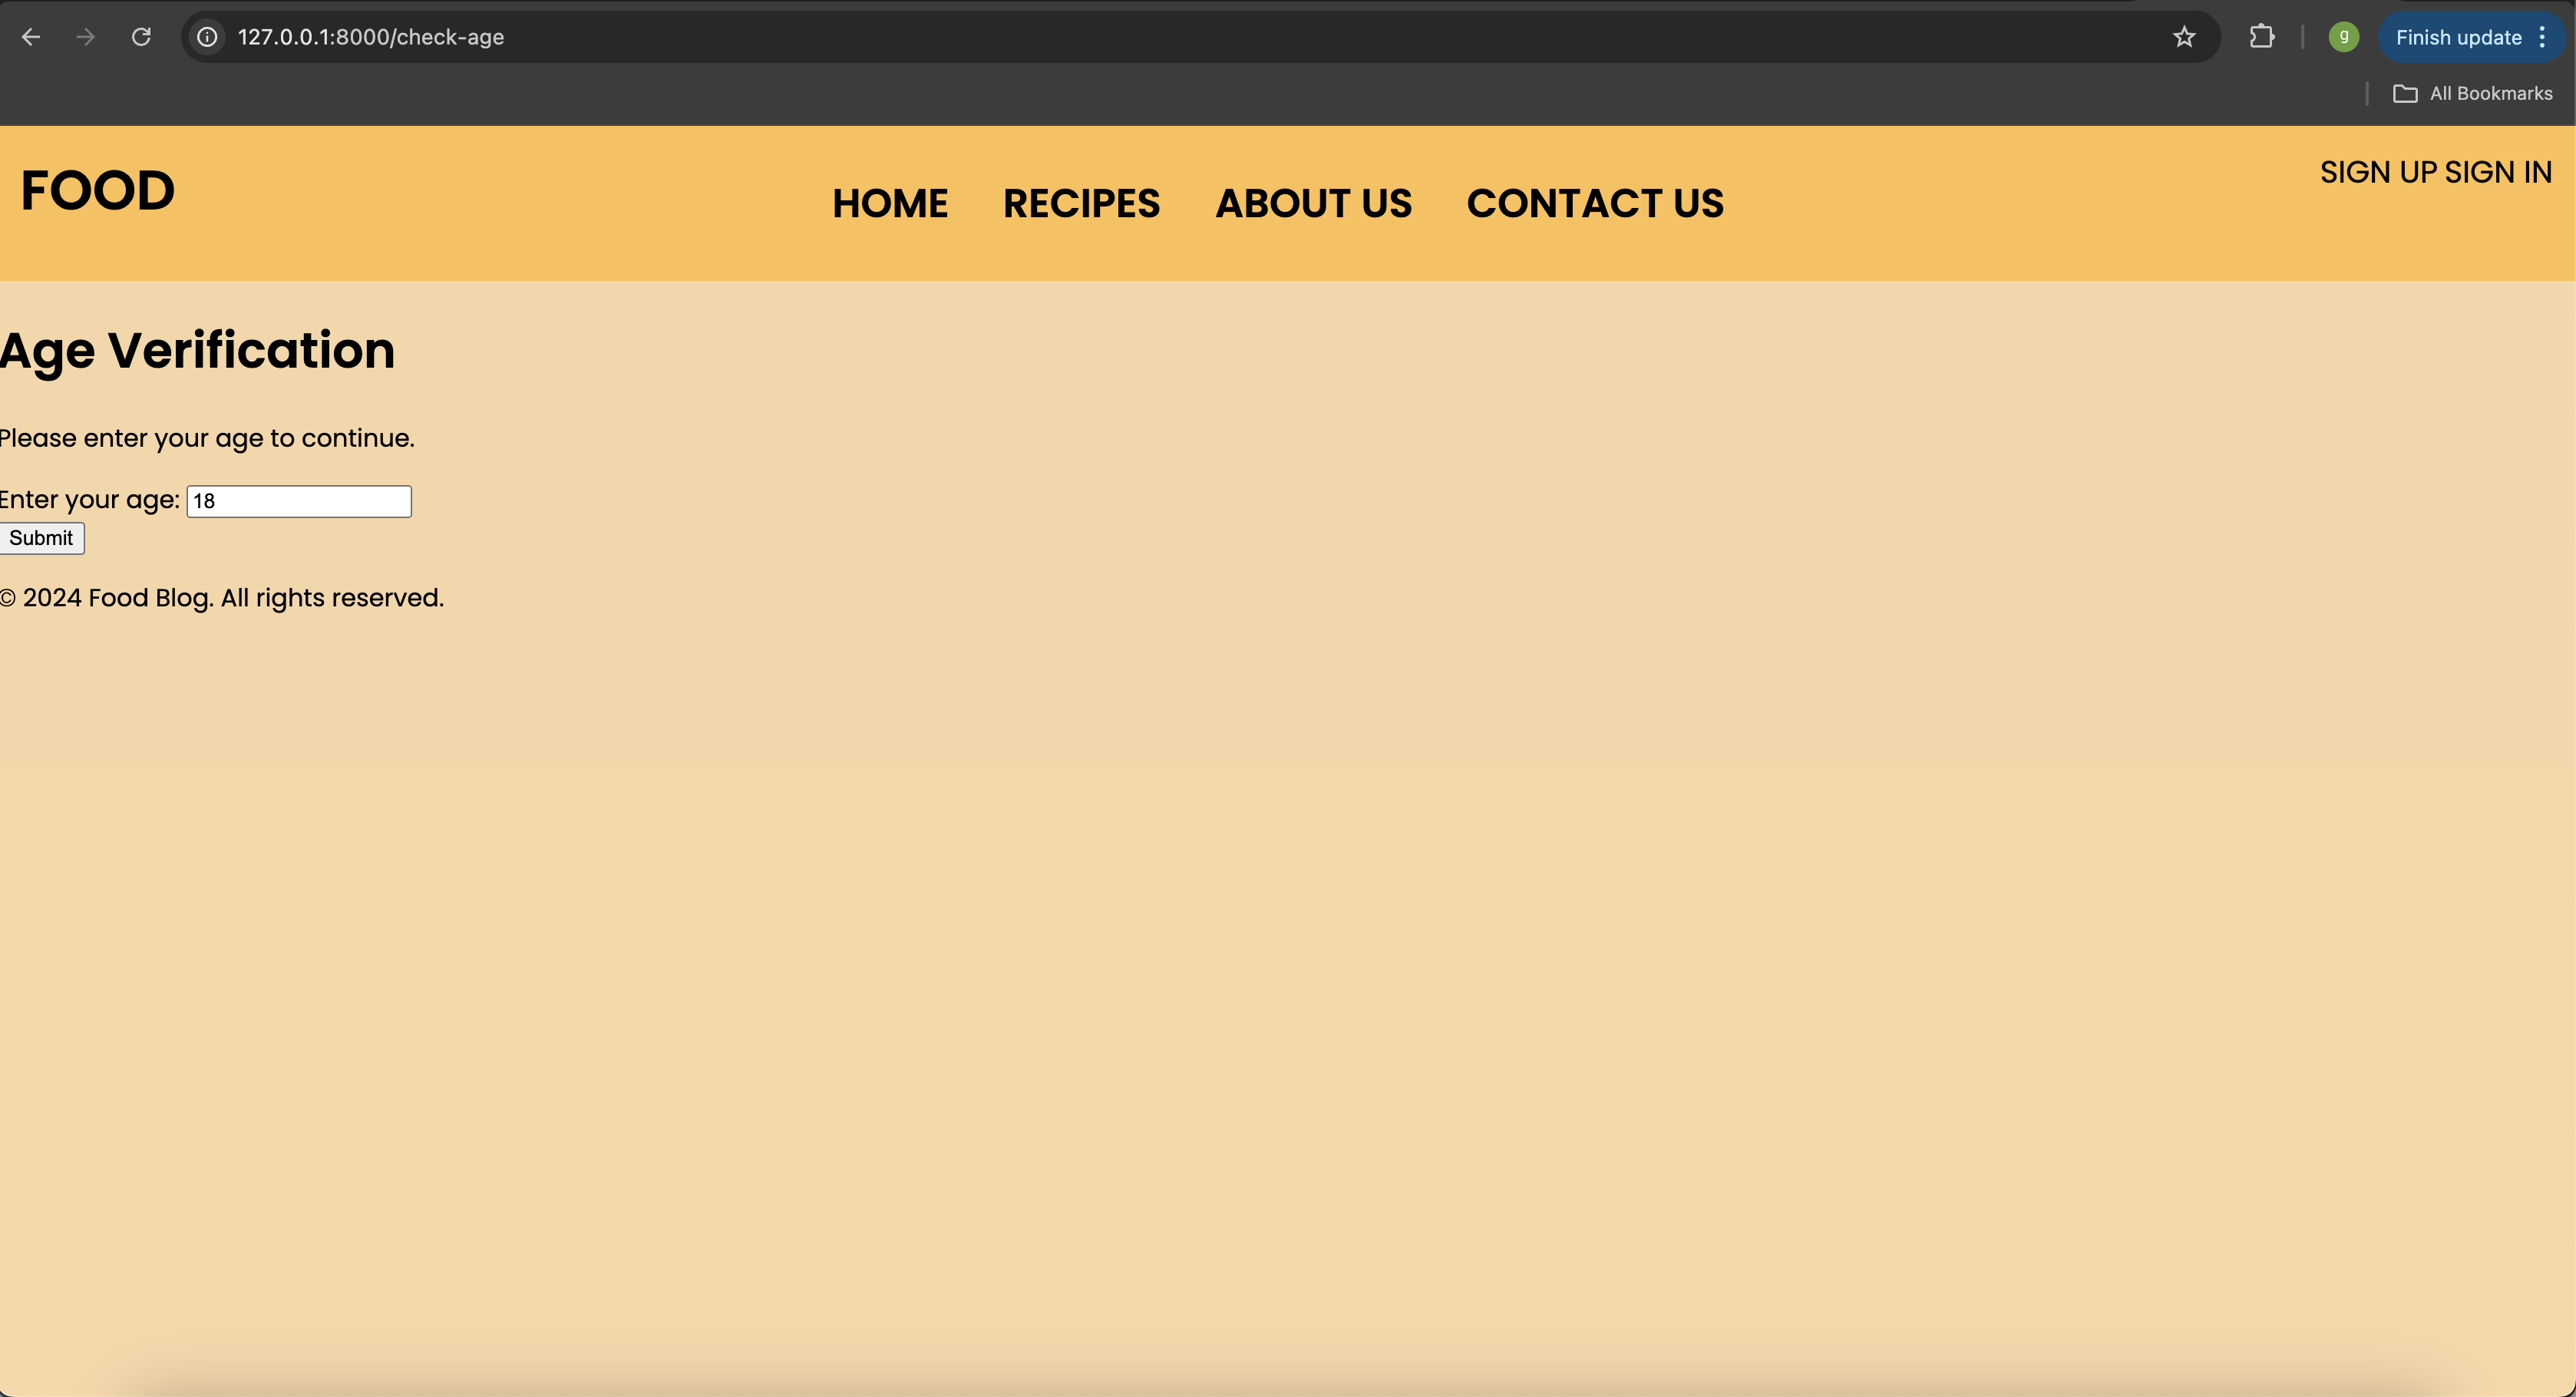 127.0.0.1:8000/check-age
g
Finish update
All Bookmarks
FOOD
HOME RECIPES ABOUT US CONTACT US
SIGN UP SIGN IN
Age Verification
Please enter your age to continue.
Enter your age: 18
Submit
© 2024 Food Blog. All rights reserved.